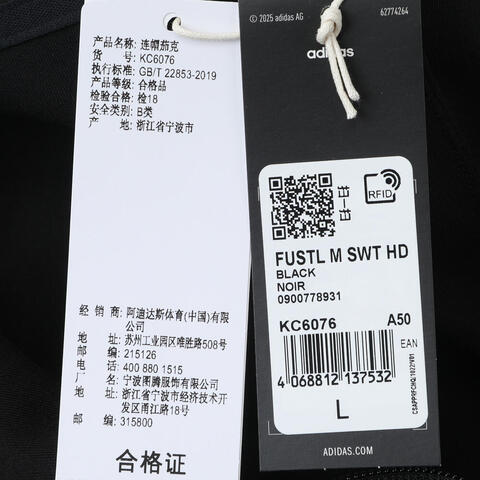 产品名称: 连帽茄克
货 号: KC6076
执行标准: GB/T 22853-2019
产品等级: 合格品
检验合格: 检18
安全类别: B类
产 地: 浙江省宁波市
经销商: 阿迪达斯体育(中国)有限
公司
地址: 苏州工业园区唯胜路508号
邮编: 215126
电话: 400 880 1515
厂名: 宁波图腾服饰有限公司
地址: 浙江省宁波市经济技术开
发区甬江路18号
邮编: 315800
合格证
© 2025 adidas AG
62774264
adidas
RFID
FUSTL M SWT HD
BLACK
NOIR
0900778931
KC6076 A50
EAN
4 068812 137532
L
ADIDAS.COM